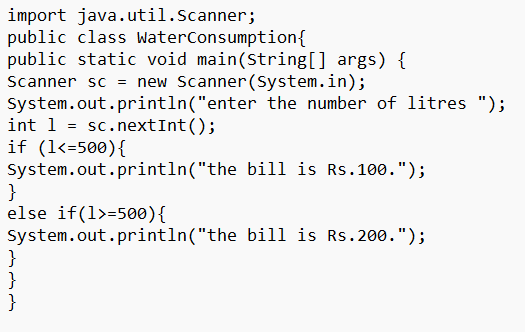 import java.util.Scanner;
public class WaterConsumption{
public static void main(String[] args) {
Scanner sc = new Scanner(System.in);
System.out.println("enter the number of litres ");
int l = sc.nextInt();
if (l<=500){
System.out.println("the bill is Rs.100.");
}
else if(l>=500){
System.out.println("the bill is Rs.200.");
}
}
}